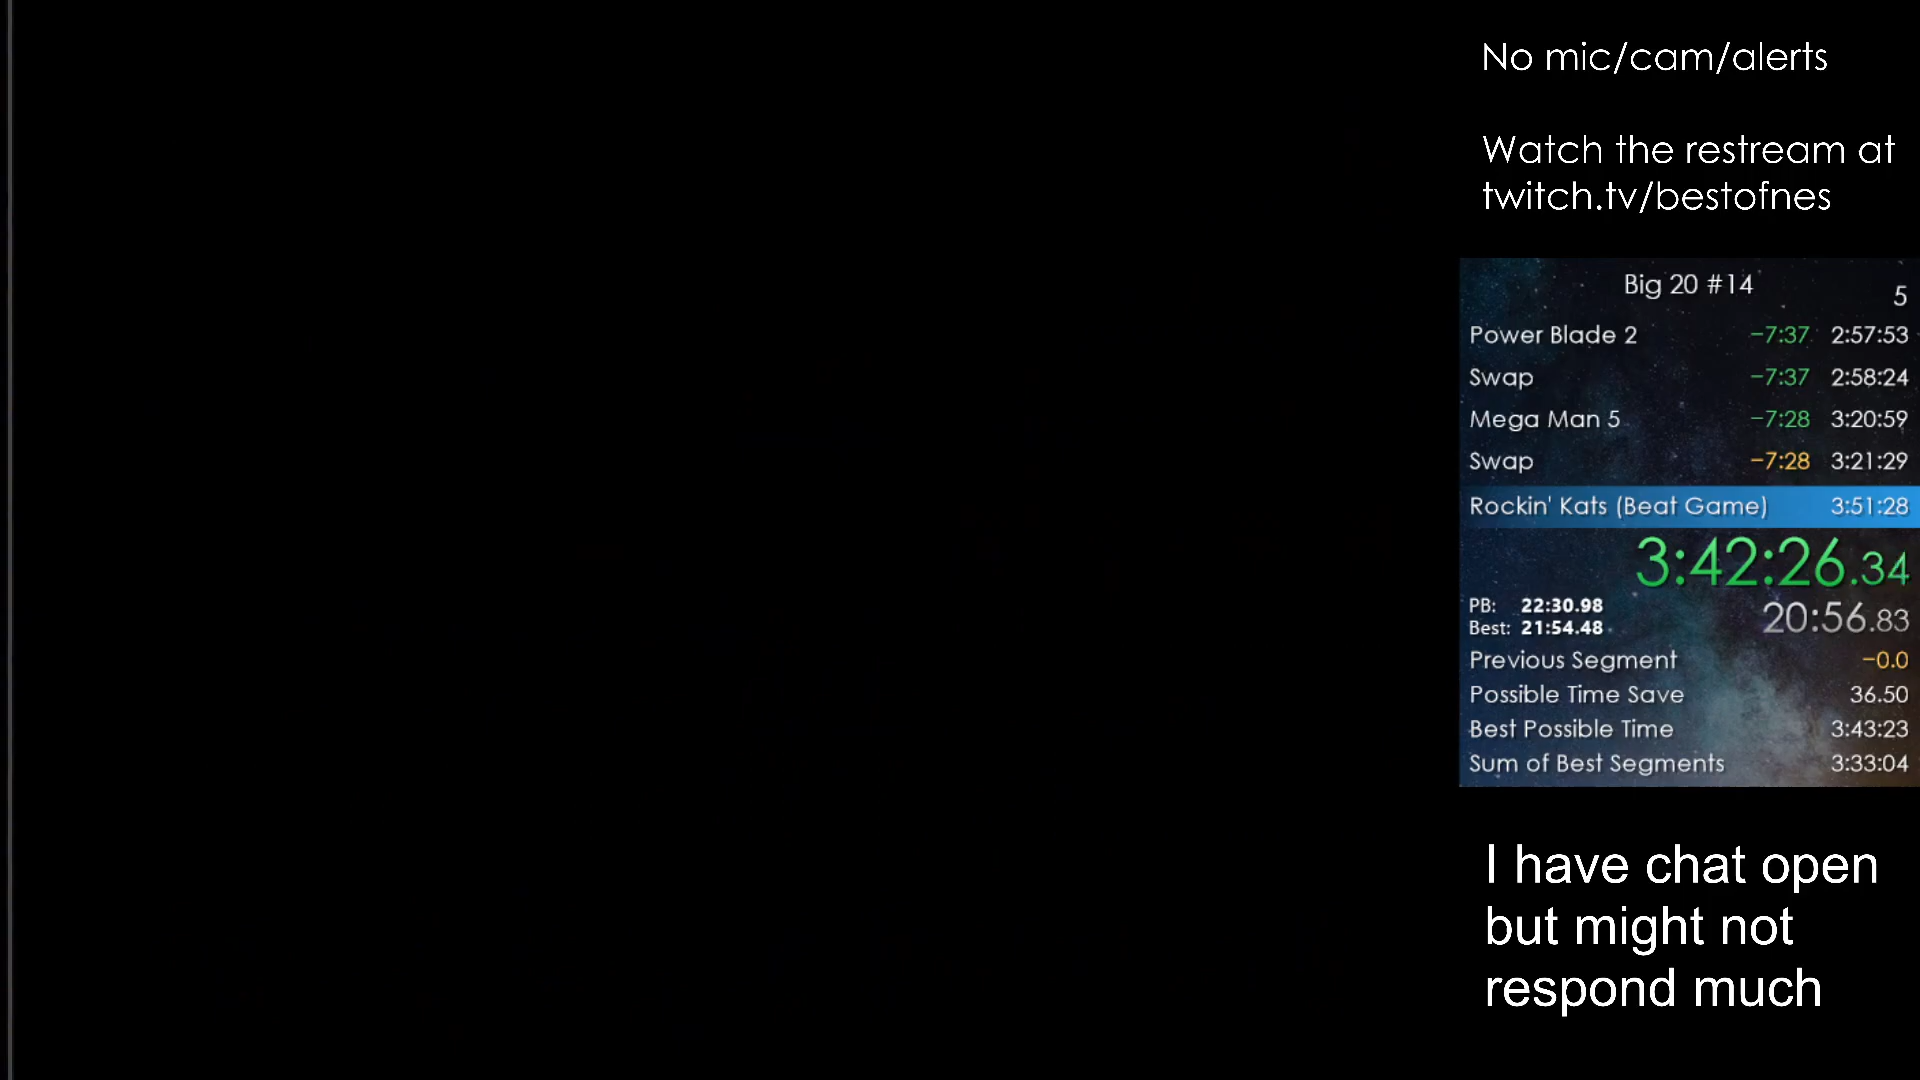 No mic/cam/alerts
Watch the restream at
twitch.tv/bestofnes
Big 20 #14
5
Power Blade 2 −7:37 2:57:53
Swap −7:37 2:58:24
Mega Man 5 −7:28 3:20:59
Swap −7:28 3:21:29
Rockin' Kats (Beat Game) 3:51:28
3:42:26.34
PB: 22:30.98
Best: 21:54.48
20:56.83
Previous Segment −0.0
Possible Time Save 36.50
Best Possible Time 3:43:23
Sum of Best Segments 3:33:04
I have chat open
but might not
respond much